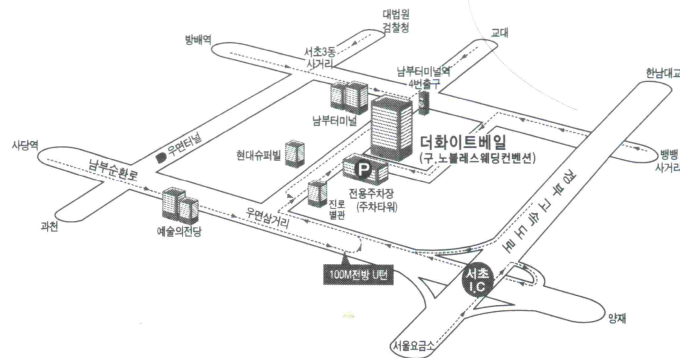 대법원
검찰청
방배역
서초3동
사거리
교대
남부터미널역
4번출구
한남대교
남부터미널
더화이트베일
(구,노블레스웨딩컨벤션)
뱅뱅
사거리
사당역
우면터널
현대슈퍼빌
P
전용주차장
(주차타워)
남부순환로
진로
별관
경부고속도로
과천
예술의전당
우면삼거리
100M전방 U턴
서초
I.C
양재
서울요금소